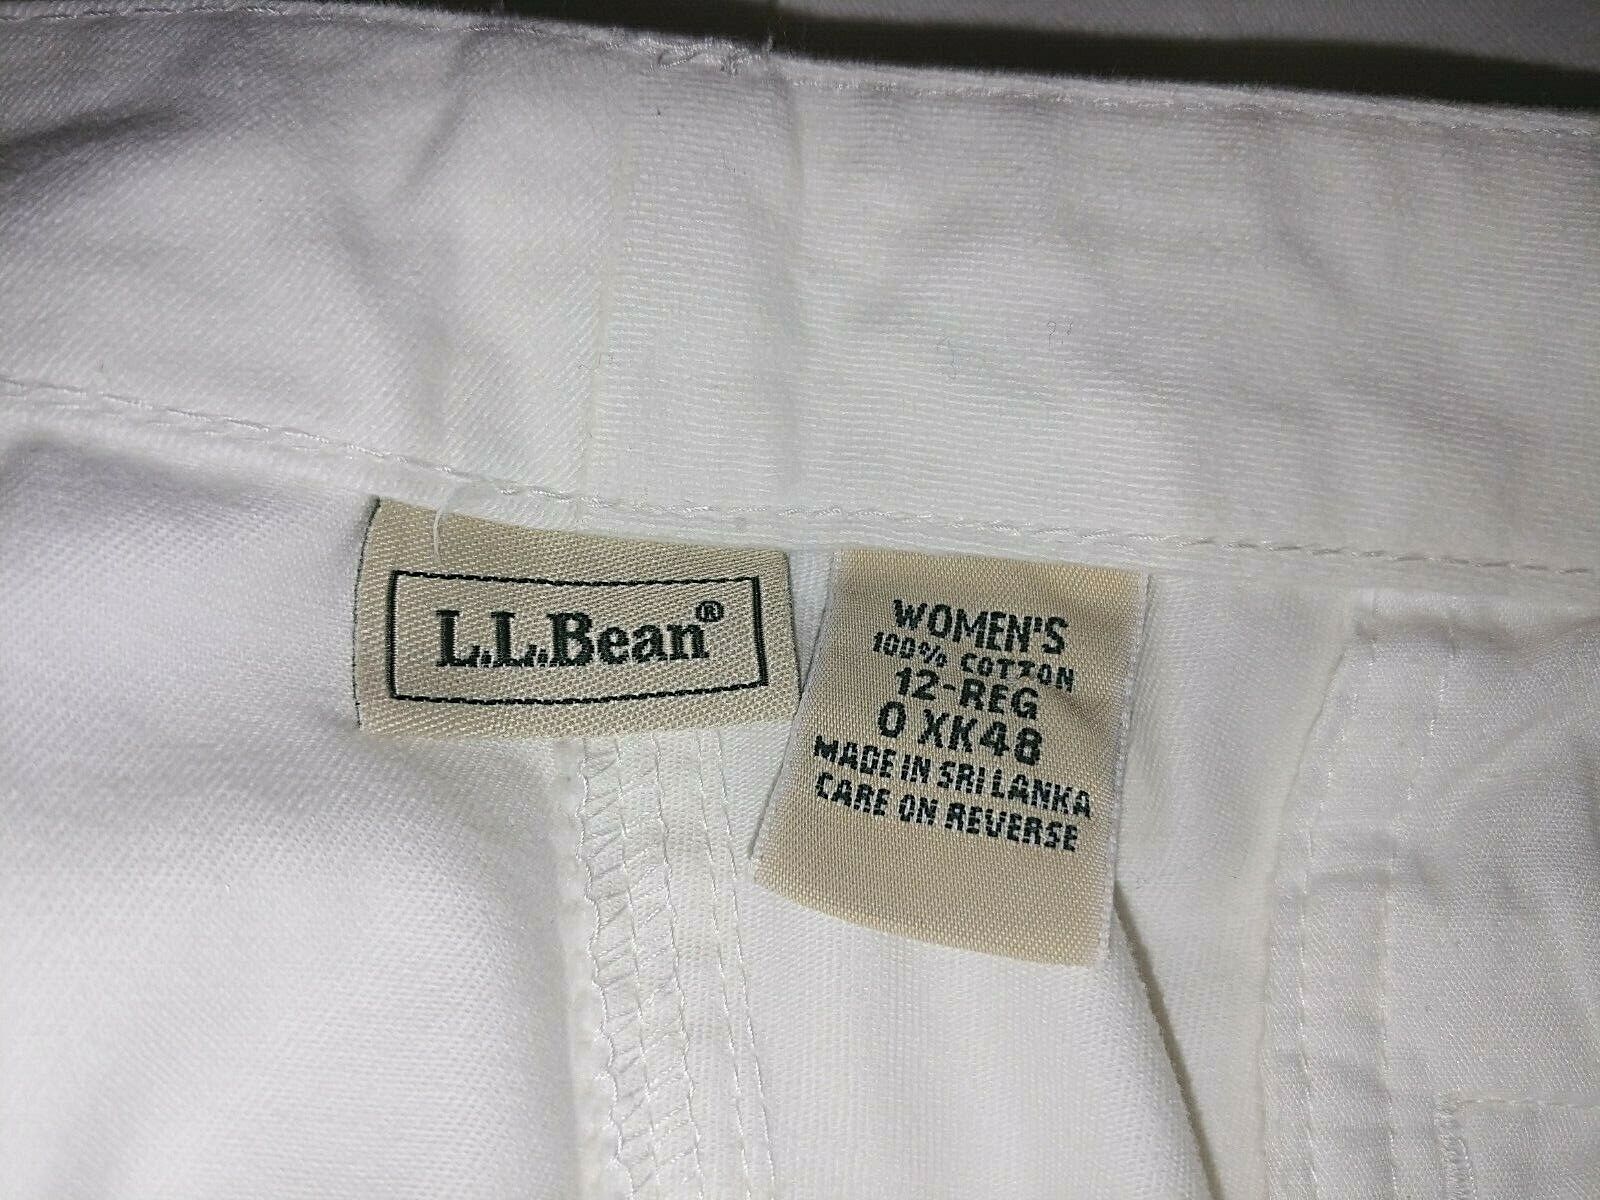 L.L.Bean®
WOMEN'S
100% COTTON
12-REG
0 XK48
MADE IN SRI LANKA
CARE ON REVERSE